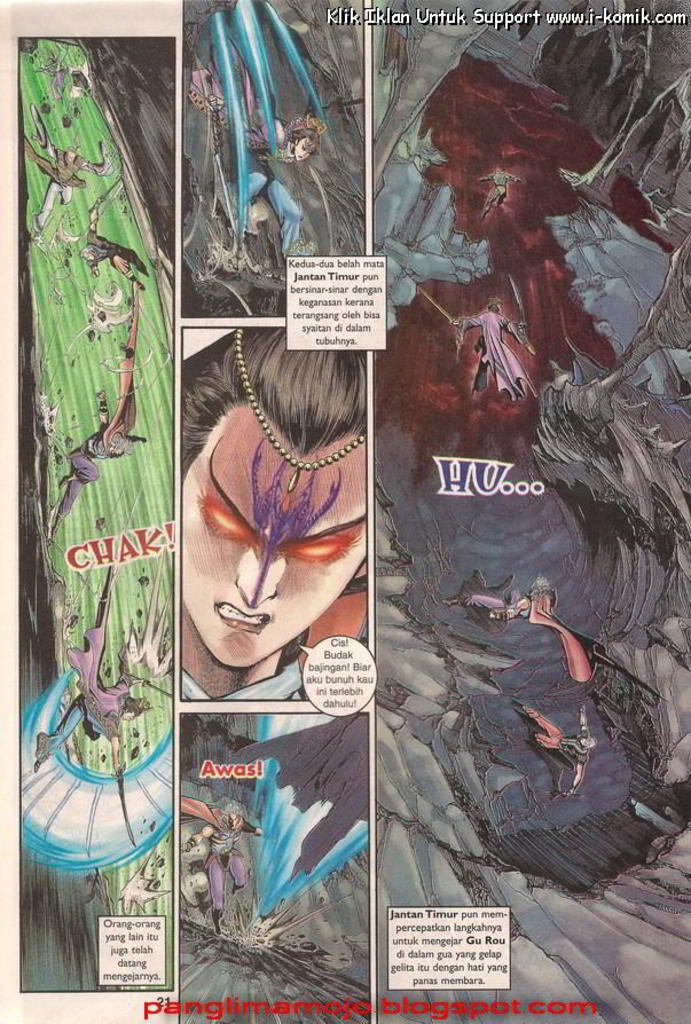 Klik Iklan Untuk Support www.i-komik.com
CHAK!
Orang-orang
yang lain itu
juga telah
datang
mengejarnya.
Kedua-dua belah mata
Jantan Timur pun
bersinar-sinar dengan
keganasan kerana
terangsang oleh bisa
syaitan di dalam
tubuhnya.
Cis!
Budak
bajingan! Biar
aku bunuh kau
ini terlebih
dahulu!
Awas!
HU...
Jantan Timur pun mem-
percepatkan langkahnya
untuk mengejar Gu Rou
di dalam gua yang gelap
gelita itu dengan hati yang
panas membara.
21
panglimamojo.blogspot.com